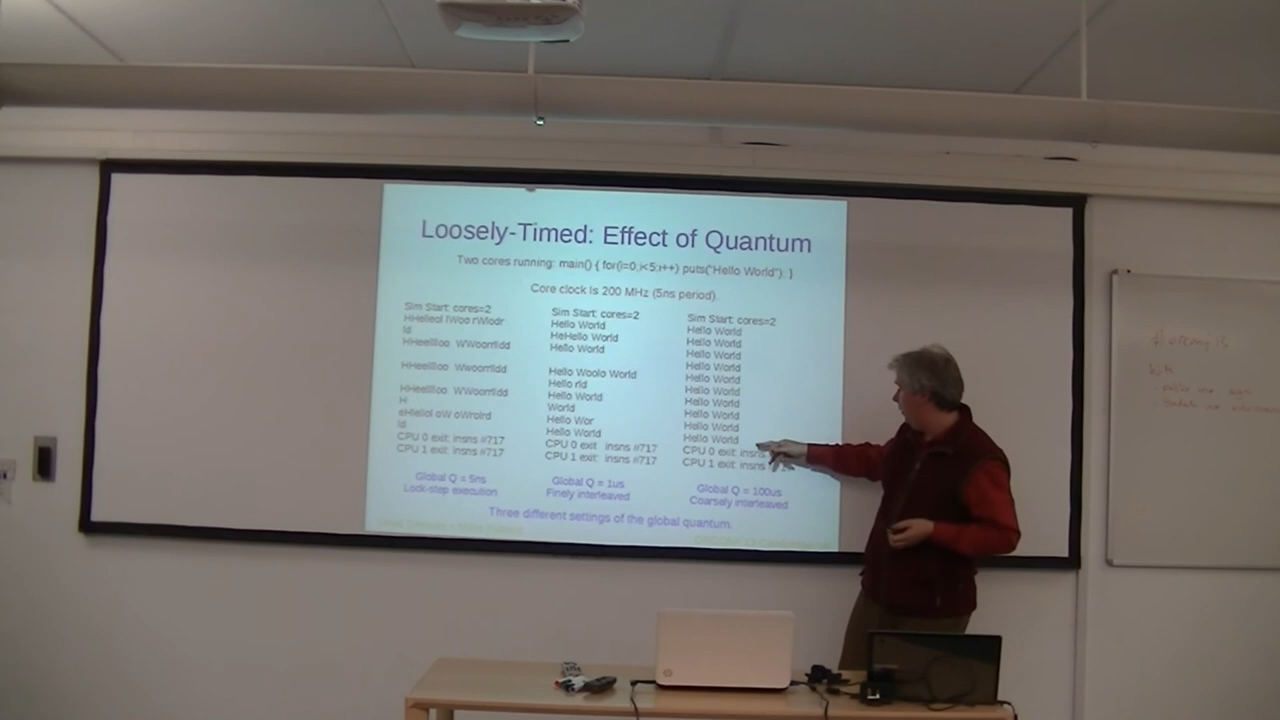 Loosely-Timed: Effect of Quantum
Two cores running: main() { for(i=0;i<5;i++) puts("Hello World"); }
Core clock is 200 MHz (5ns period).
Sim Start: cores=2
HHelleol lWoo rWlodr
ld
HHeelllloo WWoorrlldd
HHeelllloo Wwoorrlldd
HHeelllloo WWoorrlldd
H
eHlellol oW oWrolrd
ld
CPU 0 exit: insns #717
CPU 1 exit: insns #717
Global Q = 5ns
Lock-step execution
Sim Start: cores=2
Hello World
HeHello World
Hello World
Hello Woolo World
Hello rld
Hello World
World
Hello Wor
Hello World
CPU 0 exit insns #717
CPU 1 exit: insns #717
Global Q = 1us
Finely interleaved
Sim Start: cores=2
Hello World
Hello World
Hello World
Hello World
Hello World
Hello World
Hello World
Hello World
Hello World
Hello World
CPU 0 exit: insns
CPU 1 exit: insns
Global Q = 100us
Coarsely interleaved
Three different settings of the global quantum.